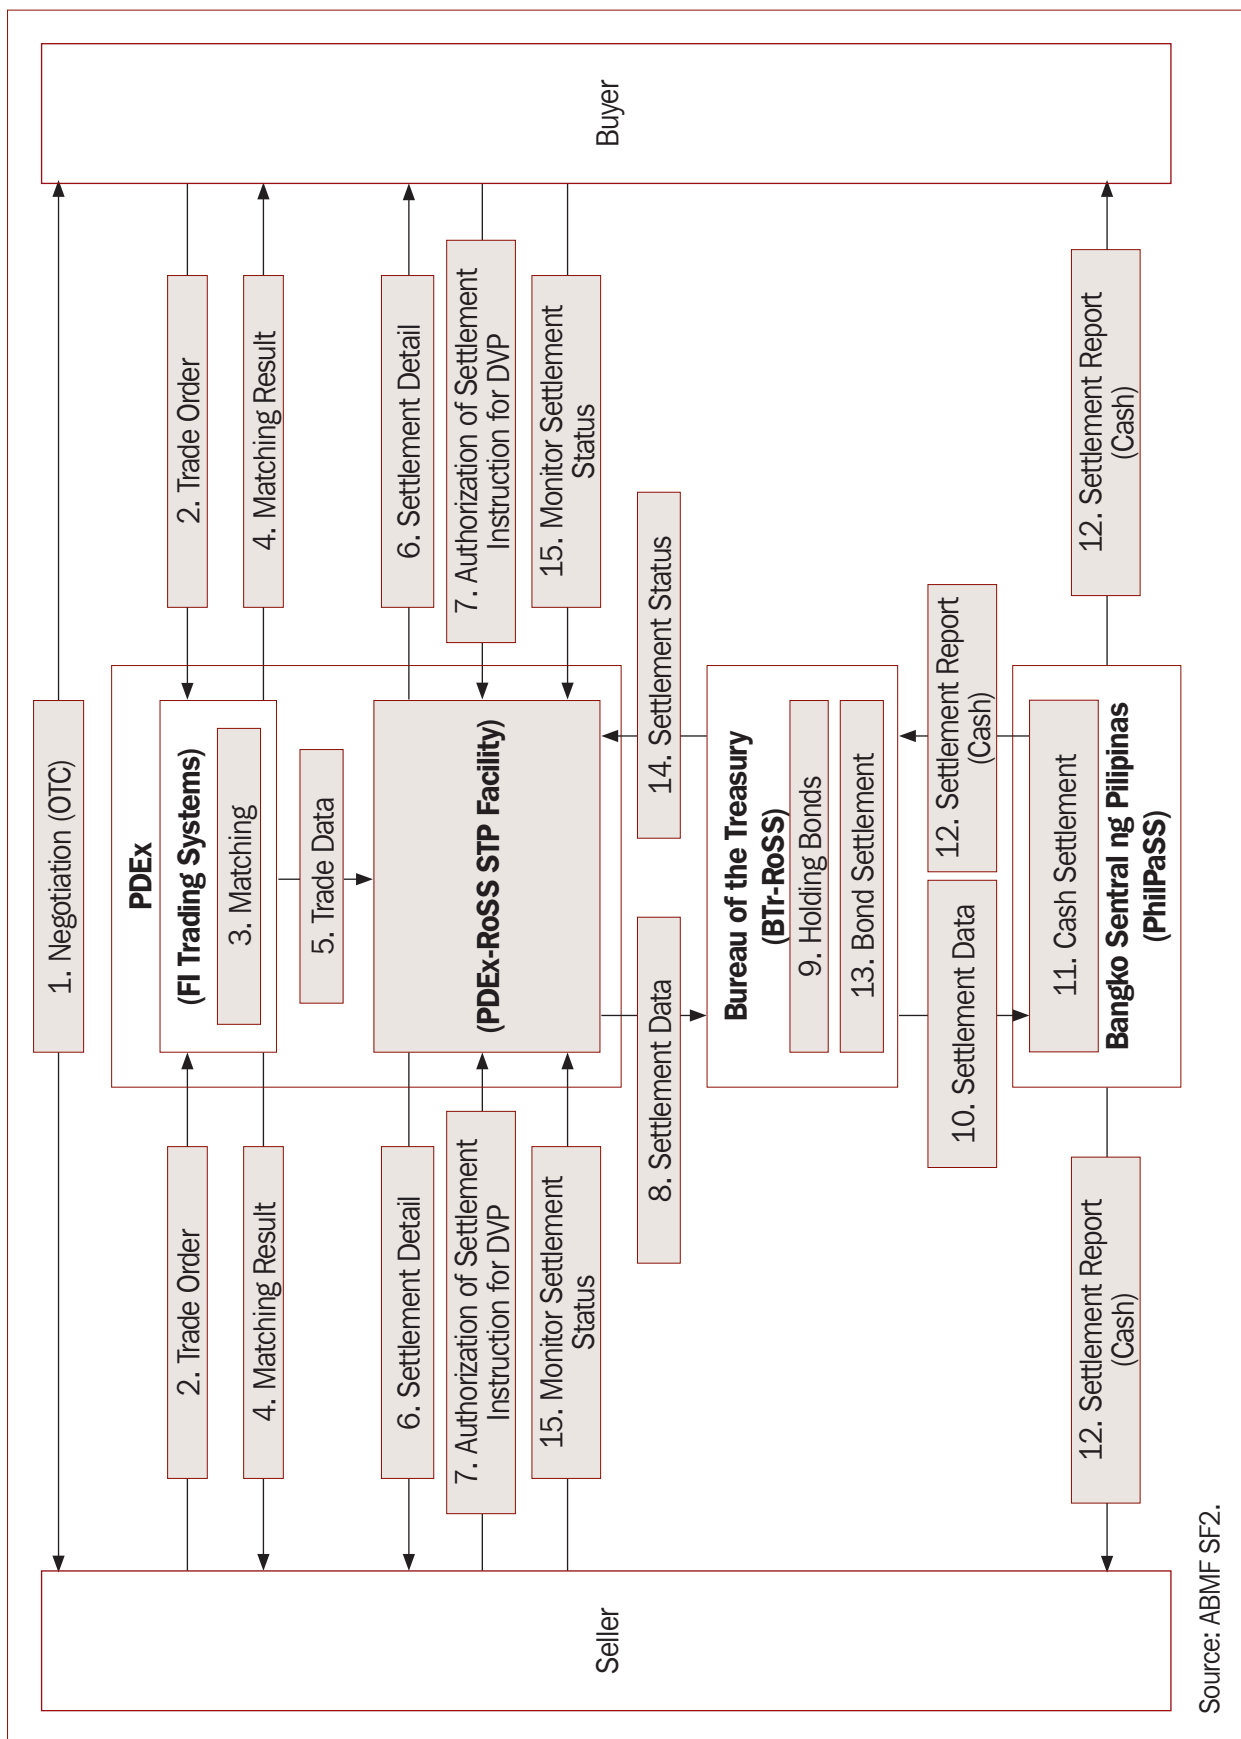 1. Negotiation (OTC)
PDEx
(FI Trading Systems)
2. Trade Order
2. Trade Order
3. Matching
4. Matching Result
4. Matching Result
5. Trade Data
Seller
Buyer
6. Settlement Detail
6. Settlement Detail
(PDEx-RoSS STP Facility)
7. Authorization of Settlement
Instruction for DVP
7. Authorization of Settlement
Instruction for DVP
15. Monitor Settlement
Status
15. Monitor Settlement
Status
8. Settlement Data
14. Settlement Status
Bureau of the Treasury
(BTr-RoSS)
9. Holding Bonds
13. Bond Settlement
10. Settlement Data
12. Settlement Report
(Cash)
11. Cash Settlement
12. Settlement Report
(Cash)
Bangko Sentral ng Pilipinas
(PhilPaSS)
12. Settlement Report
(Cash)
Source: ABMF SF2.